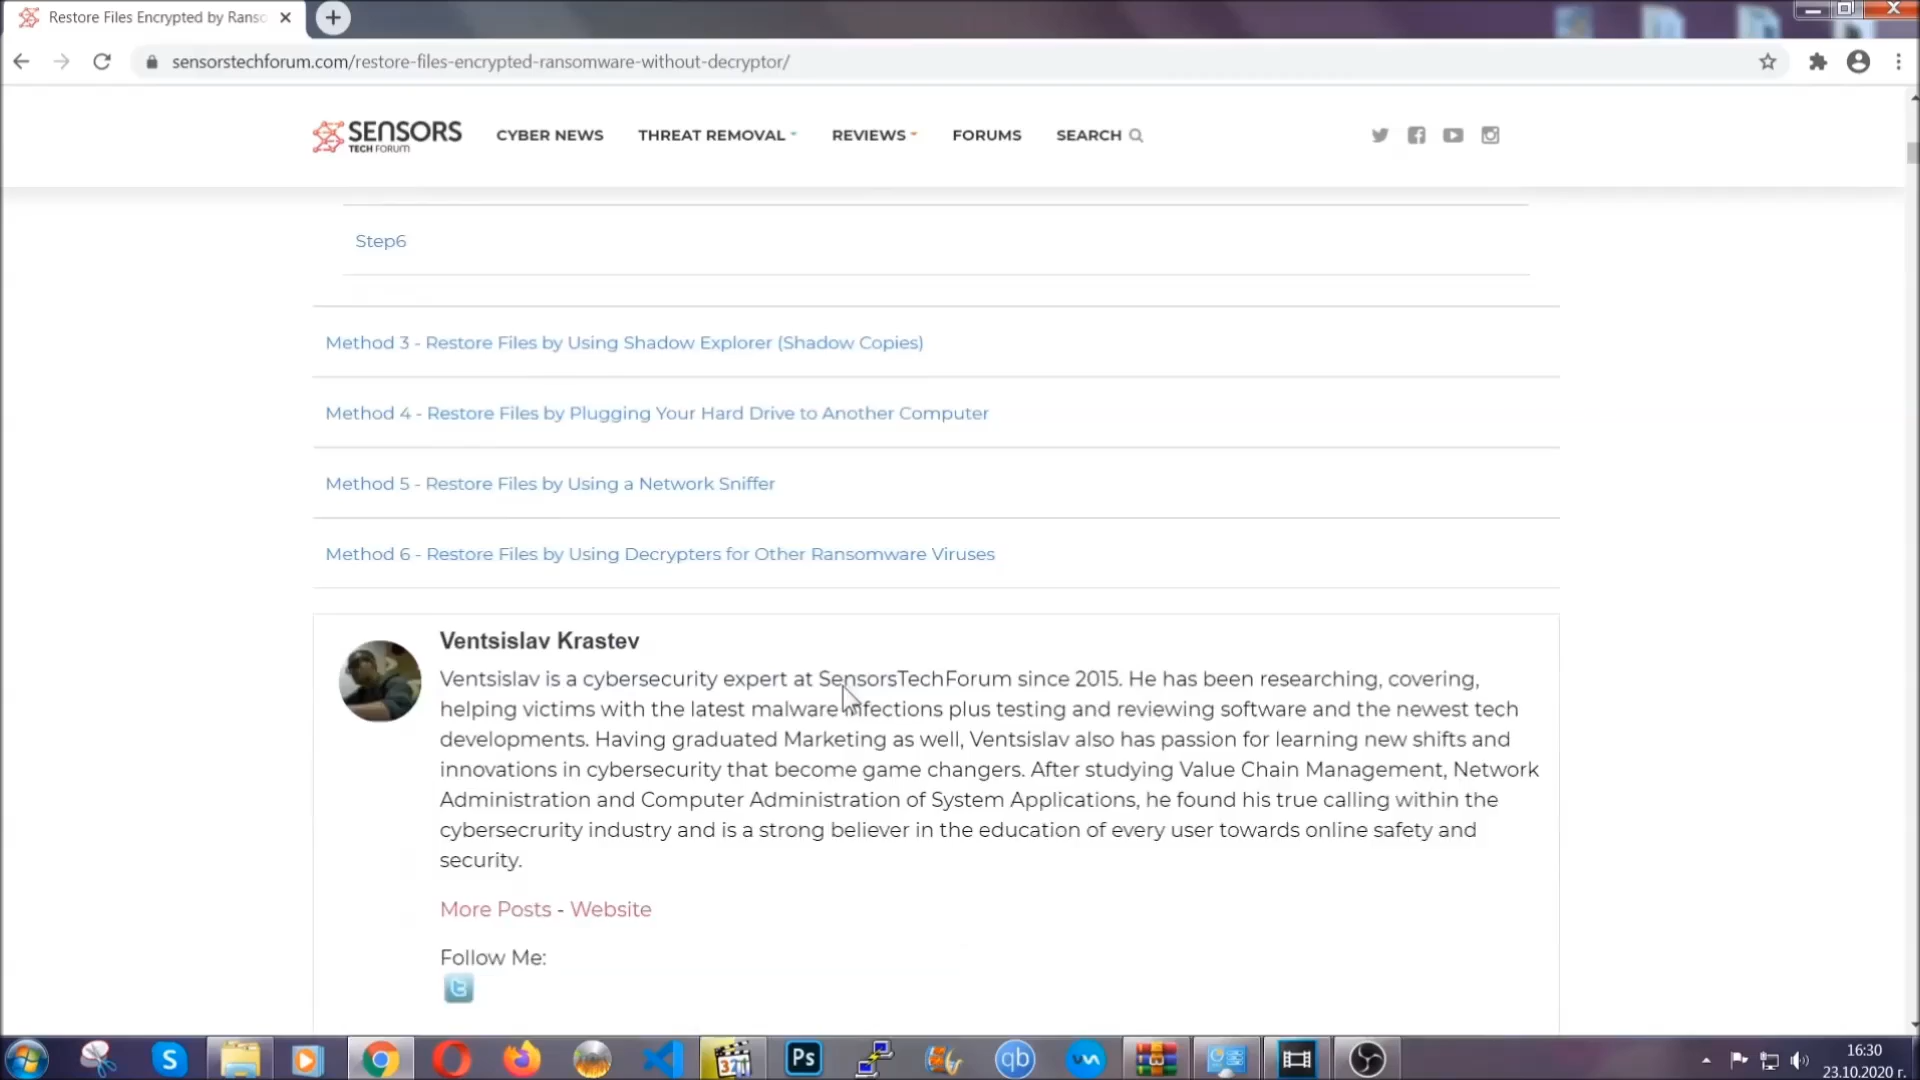 Restore Files Encrypted by Ranso
sensorstechforum.com/restore-files-encrypted-ransomware-without-decryptor/
SENSORS
TECH FORUM
CYBER NEWS
THREAT REMOVAL
REVIEWS
FORUMS
SEARCH
Step6
Method 3 - Restore Files by Using Shadow Explorer (Shadow Copies)
Method 4 - Restore Files by Plugging Your Hard Drive to Another Computer
Method 5 - Restore Files by Using a Network Sniffer
Method 6 - Restore Files by Using Decrypters for Other Ransomware Viruses
Ventsislav Krastev
Ventsislav is a cybersecurity expert at SensorsTechForum since 2015. He has been researching, covering,
helping victims with the latest malware infections plus testing and reviewing software and the newest tech
developments. Having graduated Marketing as well, Ventsislav also has passion for learning new shifts and
innovations in cybersecurity that become game changers. After studying Value Chain Management, Network
Administration and Computer Administration of System Applications, he found his true calling within the
cybersecrurity industry and is a strong believer in the education of every user towards online safety and
security.
More Posts - Website
Follow Me:
S
321
Ps
qb
16:30
23.10.2020 г.